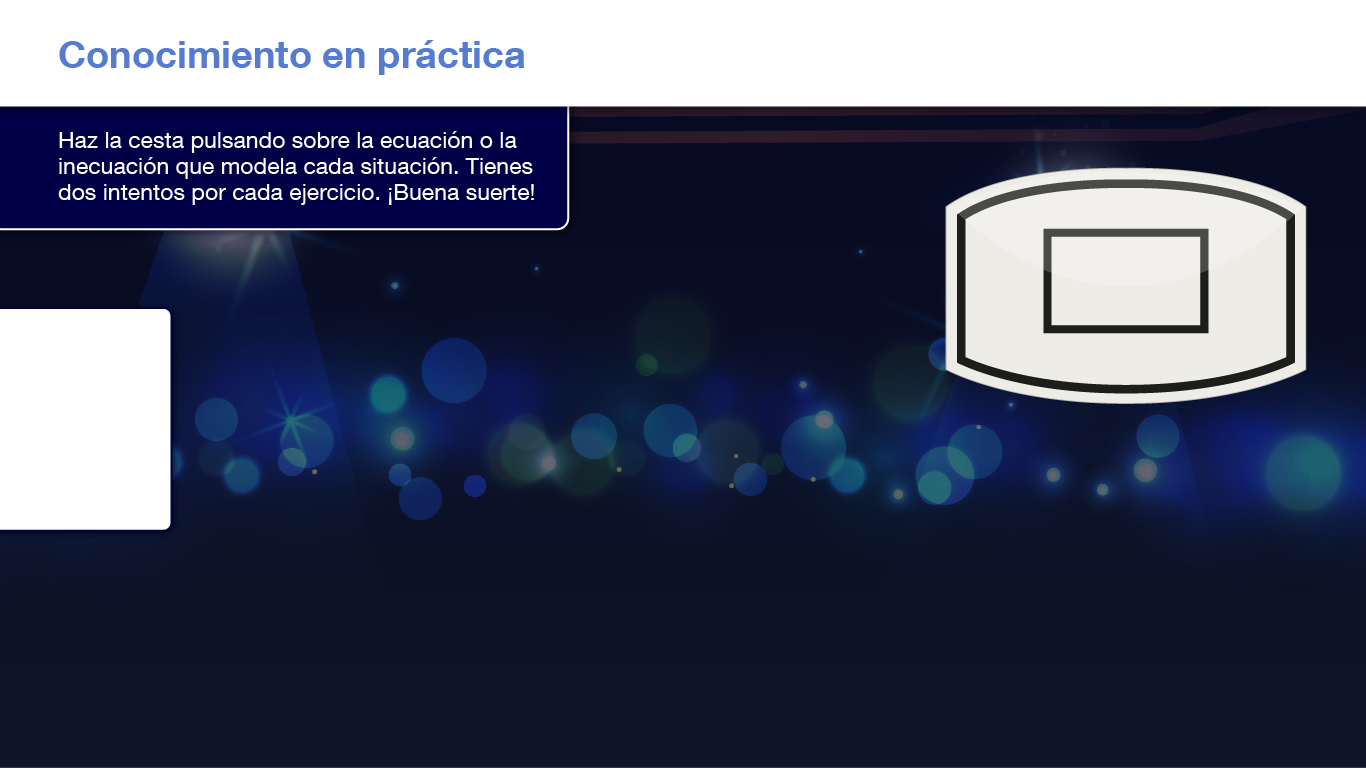 Conocimiento en práctica
Haz la cesta pulsando sobre la ecuación o la
inecuación que modela cada situación. Tienes
dos intentos por cada ejercicio. ¡Buena suerte!